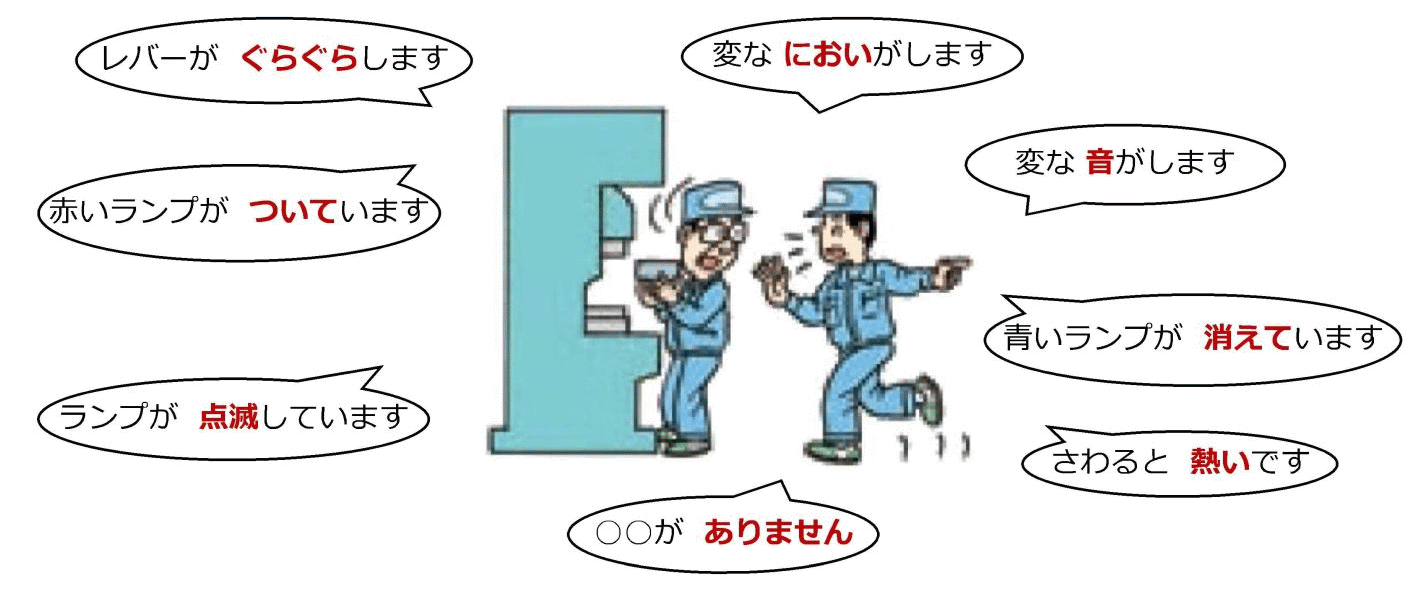 レバーが ぐらぐらします
変な においがします
変な 音がします
赤いランプが ついています
青いランプが 消えています
ランプが 点滅しています
さわると 熱いです
○○が ありません